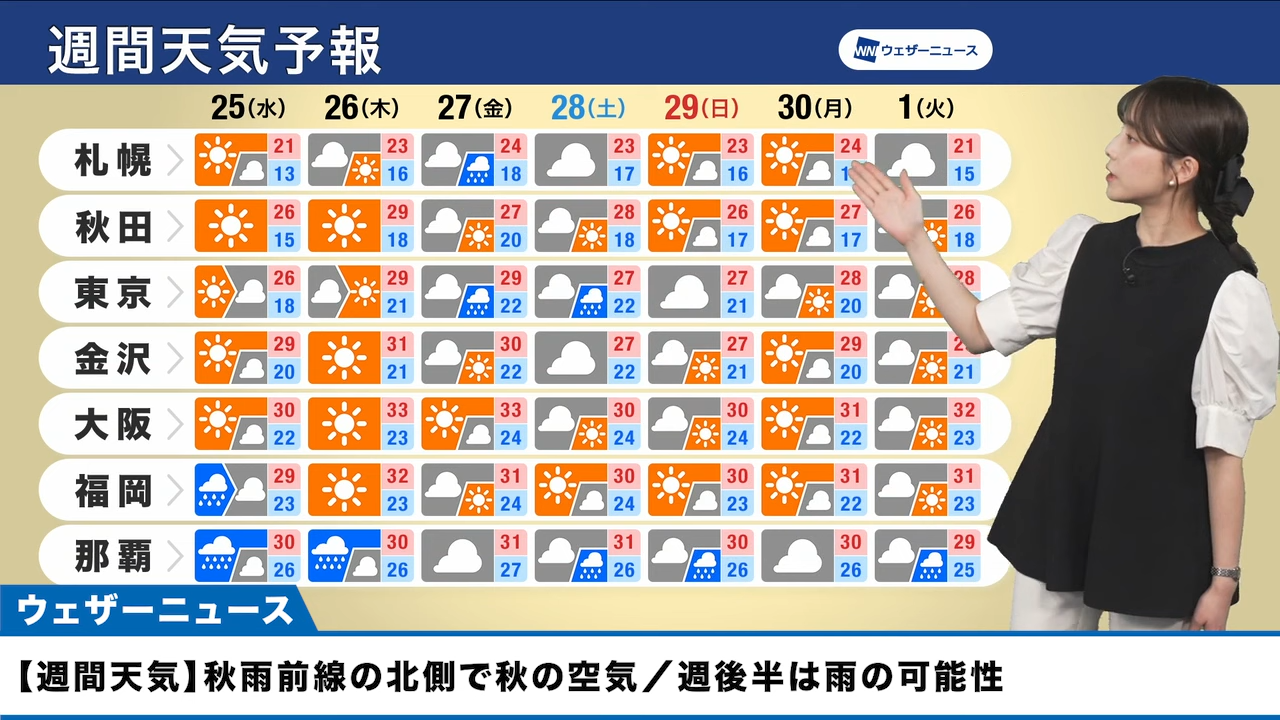 週間天気予報
WN ウェザーニュース
25(水) 26(木) 27(金) 28(土) 29(日) 30(月) 1(火)
札幌 21 13 23 16 24 18 23 17 23 16 24 21 15
秋田 26 15 29 18 27 20 28 18 26 17 27 17 26 18
東京 26 18 29 21 29 22 27 22 27 21 28 20 28
金沢 29 20 31 21 30 22 27 22 27 21 29 20 21
大阪 30 22 33 23 33 24 30 24 30 24 31 22 32 23
福岡 29 23 32 23 31 24 30 24 30 23 31 22 31 23
那覇 30 26 30 26 31 27 31 26 30 26 30 26 29 25
ウェザーニュース
【週間天気】秋雨前線の北側で秋の空気／週後半は雨の可能性